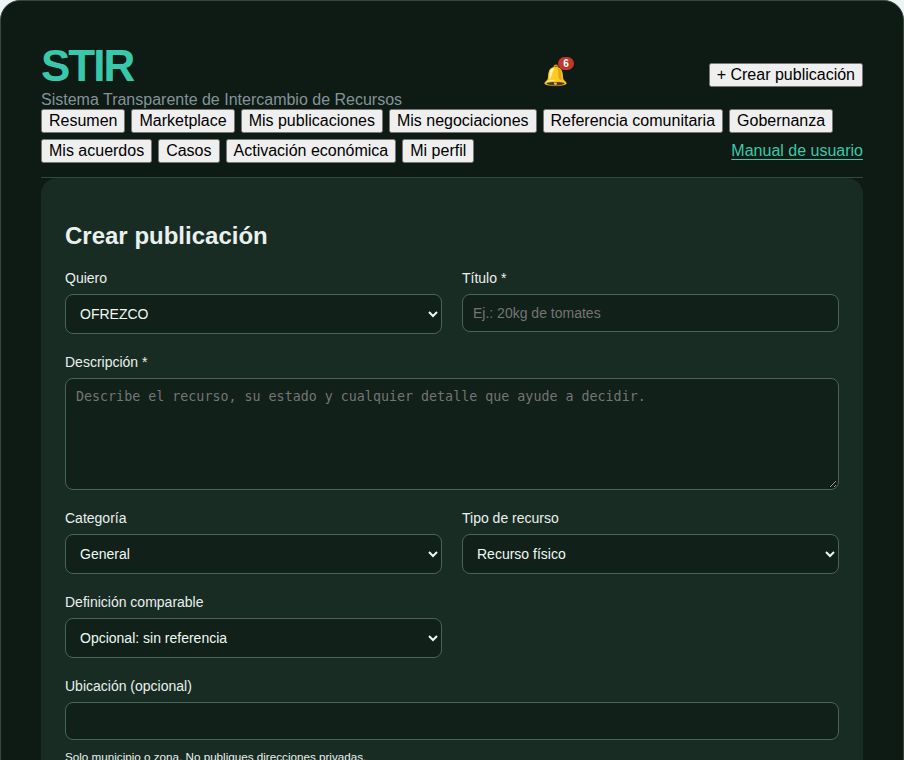 STIR
6
+ Crear publicación
Sistema Transparente de Intercambio de Recursos
Resumen Marketplace Mis publicaciones Mis negociaciones Referencia comunitaria Gobernanza
Mis acuerdos Casos Activación económica Mi perfil Manual de usuario
Crear publicación
Quiero Título *
OFREZCO Ej.: 20kg de tomates
Descripción *
Describe el recurso, su estado y cualquier detalle que ayude a decidir.
Categoría Tipo de recurso
General Recurso físico
Definición comparable
Opcional: sin referencia
Ubicación (opcional)
Solo municipio o zona. No publiques direcciones privadas.